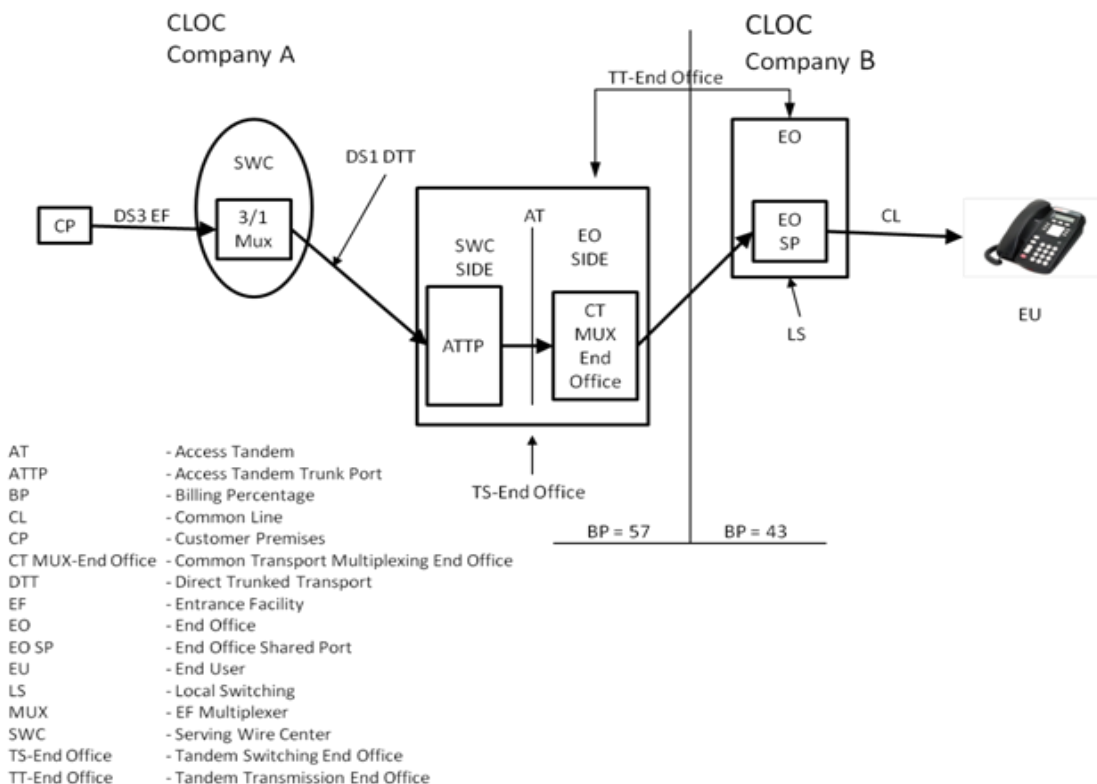 CLOC
Company A
CLOC
Company B
TT-End Office
EO
SWC
DS1 DTT
CP
DS3 EF
3/1
Mux
AT
SWC
SIDE
EO
SIDE
EO
SP
CL
ATTP
CT
MUX
End
Office
LS
EU
TS-End Office
BP = 57
BP = 43
AT - Access Tandem
ATTP - Access Tandem Trunk Port
BP - Billing Percentage
CL - Common Line
CP - Customer Premises
CT MUX-End Office - Common Transport Multiplexing End Office
DTT - Direct Trunked Transport
EF - Entrance Facility
EO - End Office
EO SP - End Office Shared Port
EU - End User
LS - Local Switching
MUX - EF Multiplexer
SWC - Serving Wire Center
TS-End Office - Tandem Switching End Office
TT-End Office - Tandem Transmission End Office